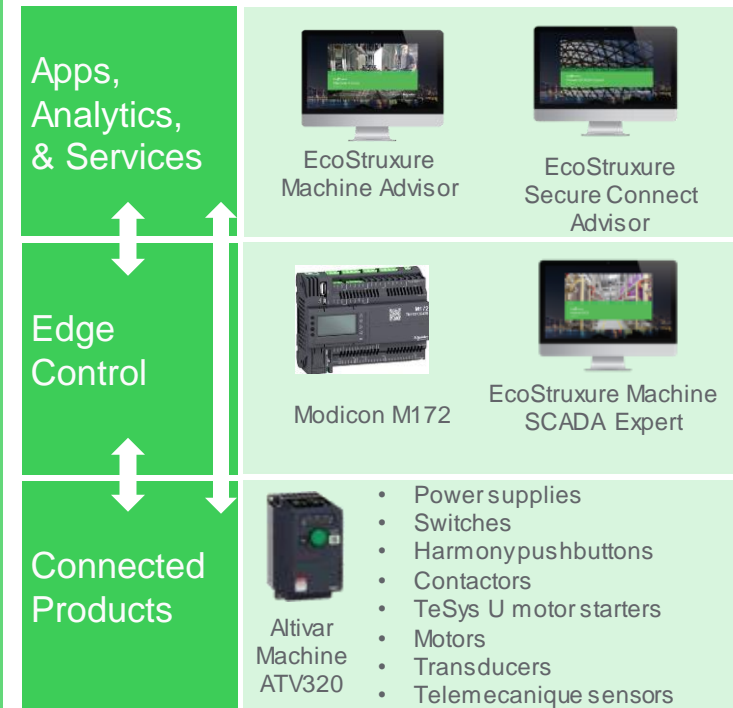 Apps,
Analytics,
& Services
EcoStruxure
Machine Advisor
EcoStruxure
Secure Connect
Advisor
Edge
Control
M172
Modicon M172
EcoStruxure Machine
SCADA Expert
Connected
Products
Altivar
Machine
ATV320
• Power supplies
• Switches
• Harmony pushbuttons
• Contactors
• TeSys U motor starters
• Motors
• Transducers
• Telemecanique sensors